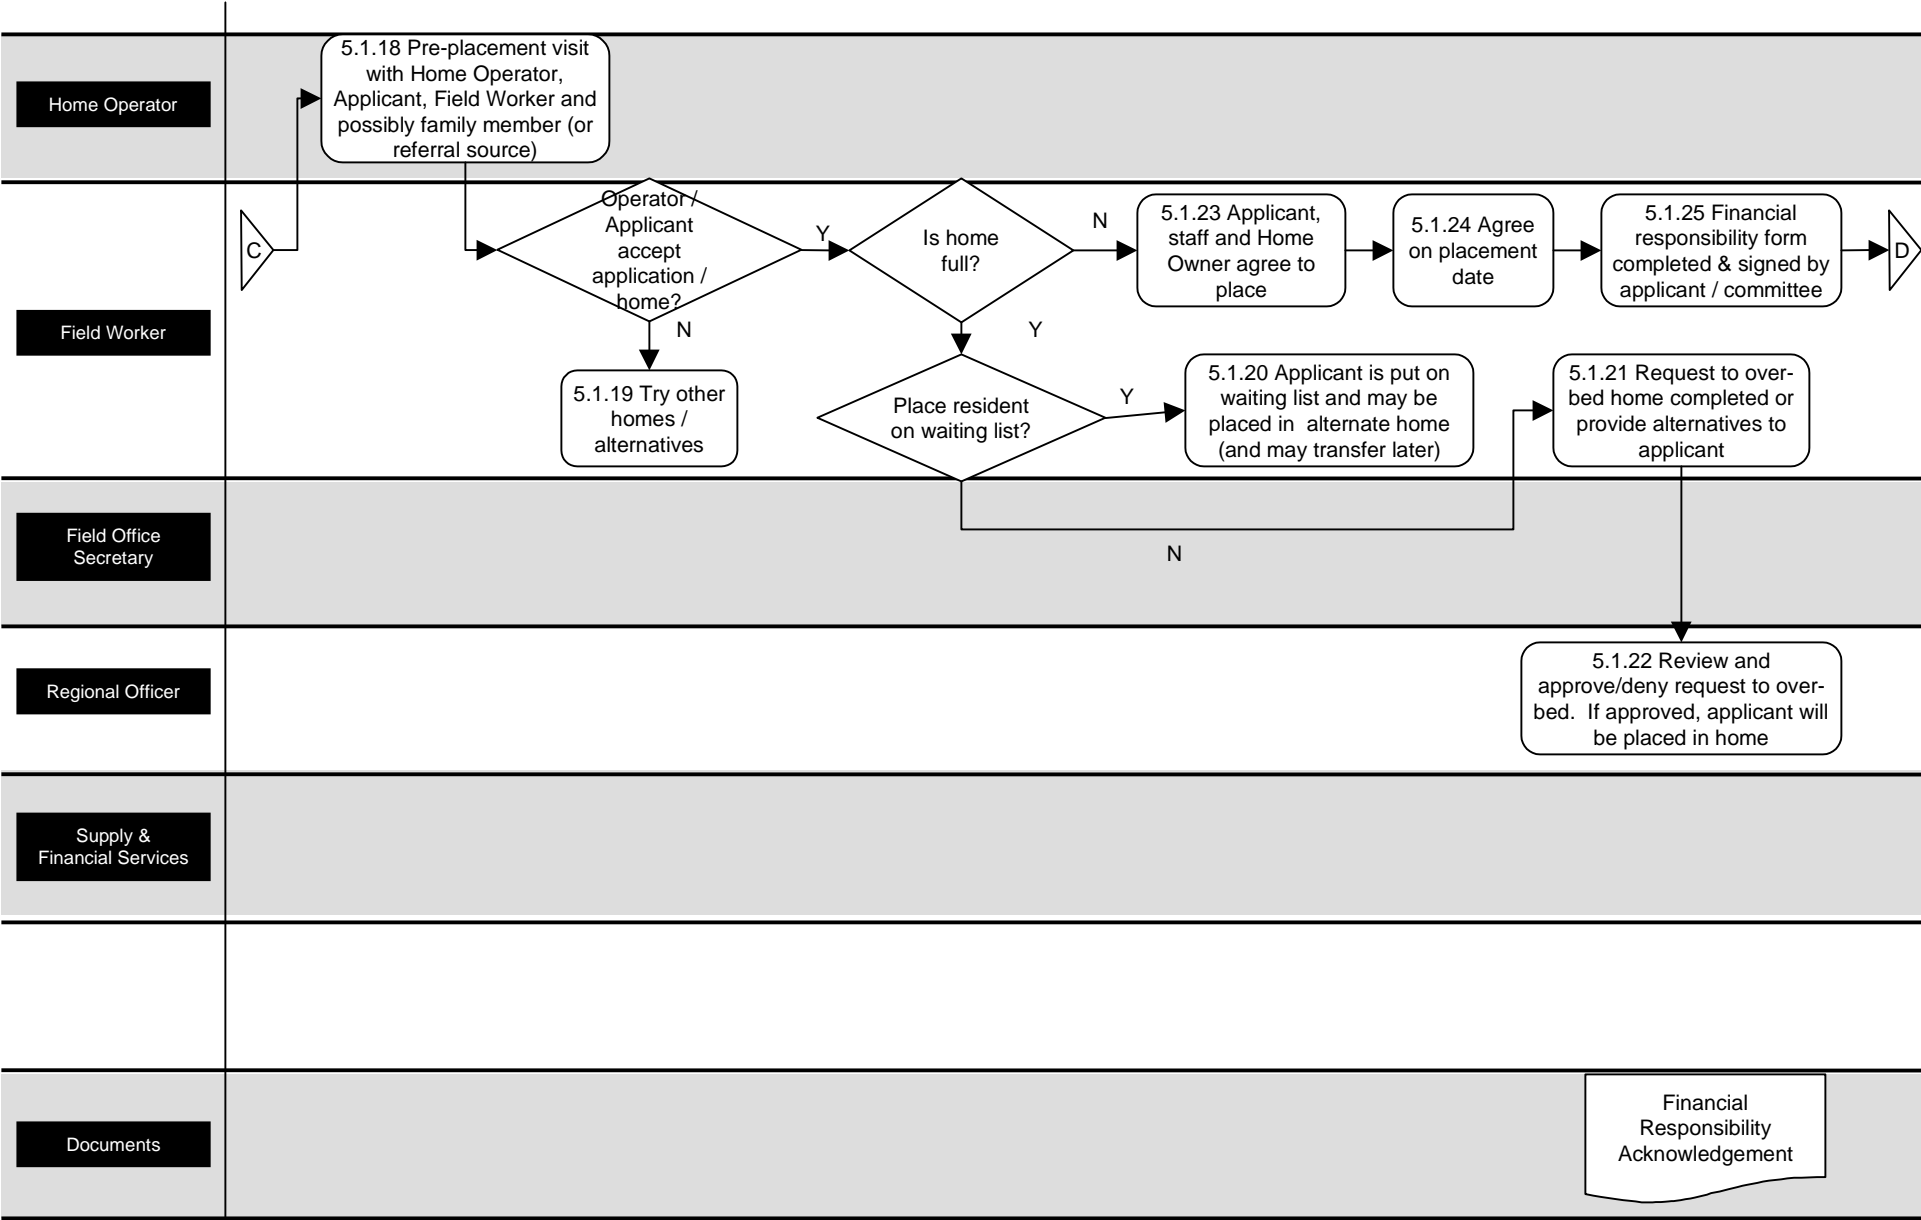 Home Operator
5.1.18 Pre-placement visit
with Home Operator,
Applicant, Field Worker and
possibly family member (or
referral source)
Field Worker
C
Operator /
Applicant
accept
application /
home?
Y
N
5.1.19 Try other
homes /
alternatives
Is home
full?
N
Y
5.1.23 Applicant,
staff and Home
Owner agree to
place
5.1.24 Agree
on placement
date
5.1.25 Financial
responsibility form
completed & signed by
applicant / committee
D
Place resident
on waiting list?
Y
5.1.20 Applicant is put on
waiting list and may be
placed in  alternate home
(and may transfer later)
5.1.21 Request to over-
bed home completed or
provide alternatives to
applicant
Field Office
Secretary
N
Regional Officer
5.1.22 Review and
approve/deny request to over-
bed.  If approved, applicant will
be placed in home
Supply &
Financial Services
Documents
Financial
Responsibility
Acknowledgement